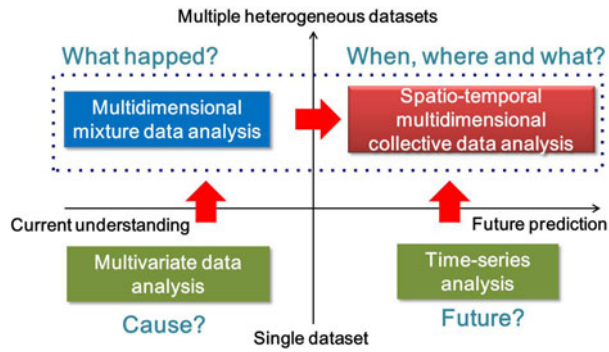 Multiple heterogeneous datasets
What happed?
When, where and what?
Multidimensional
mixture data analysis
Spatio-temporal
multidimensional
collective data analysis
Current understanding
Future prediction
Multivariate data
analysis
Time-series
analysis
Cause?
Future?
Single dataset